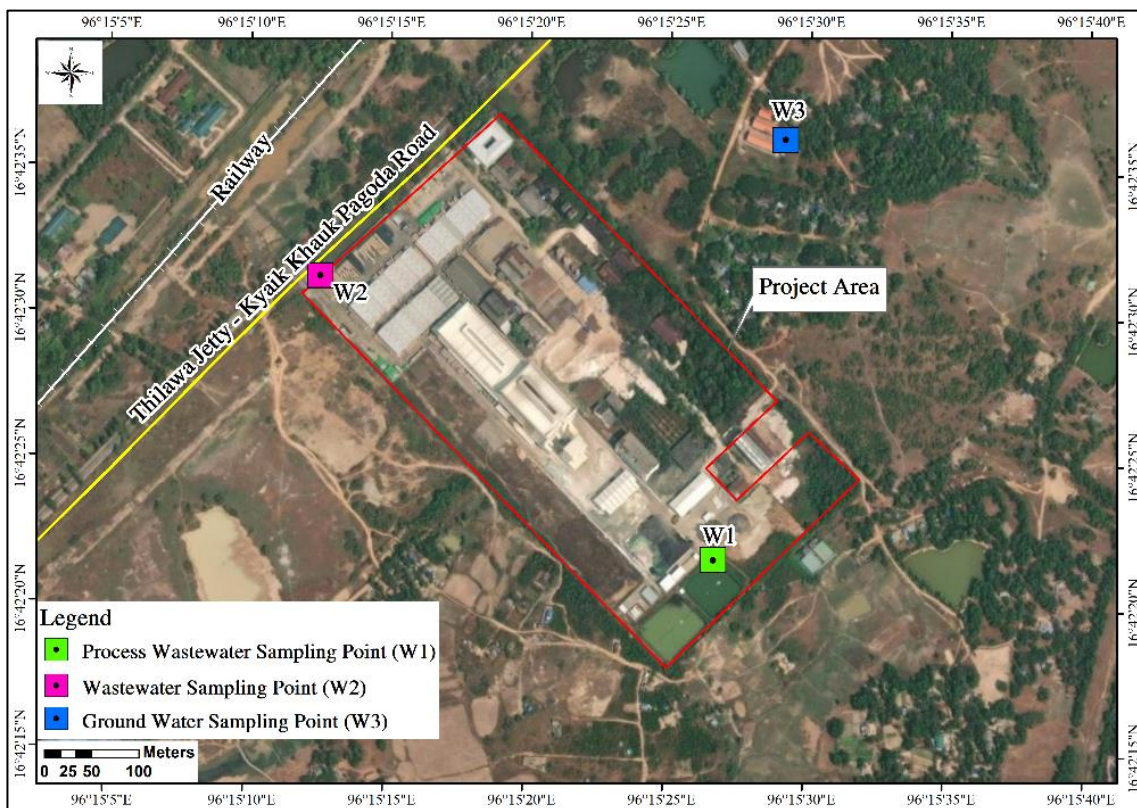 96°15'5"E 96°15'10"E 96°15'15"E 96°15'20"E 96°15'25"E 96°15'30"E 96°15'35"E 96°15'40"E
N
W3
16°42'35"N
16°42'35"N
Railway
Thilawa Jetty - Kyaik Khauk Pagoda Road
W2
16°42'30"N
16°42'30"N
Project Area
16°42'25"N
16°42'25"N
W1
16°42'20"N
16°42'20"N
Legend
Process Wastewater Sampling Point (W1)
Wastewater Sampling Point (W2)
Ground Water Sampling Point (W3)
Meters
0 25 50 100
16°42'15"N
16°42'15"N
96°15'5"E 96°15'10"E 96°15'15"E 96°15'20"E 96°15'25"E 96°15'30"E 96°15'35"E 96°15'40"E